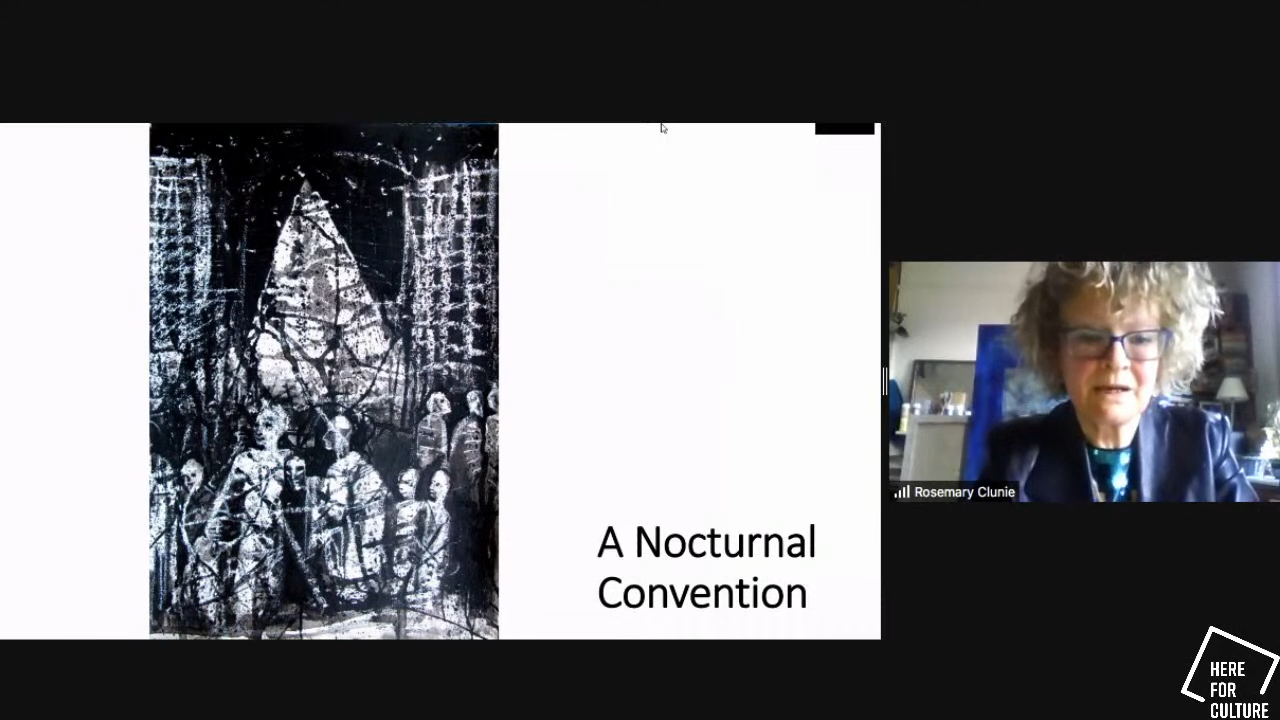 A Nocturnal
Convention
Rosemary Clunie
HERE
FOR
CULTURE